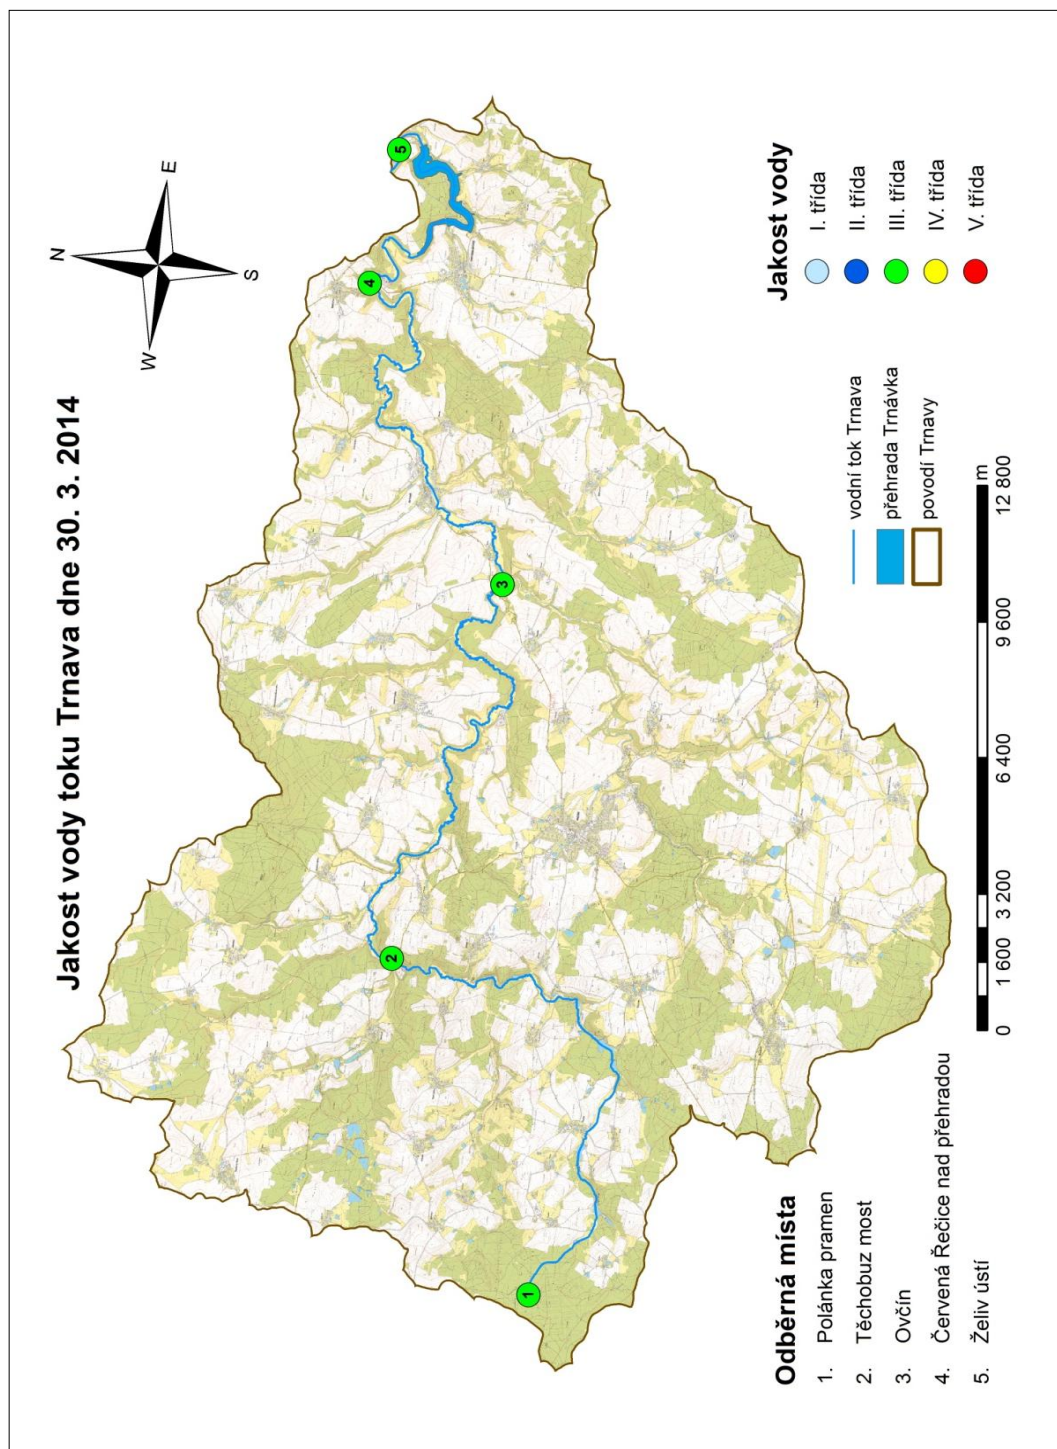 Jakost vody toku Trnava dne 30. 3. 2014
N
E
S
W
1
2
3
4
5
Odběrná místa
1. Polánka pramen
2. Těchobuz most
3. Ovčín
4. Červená Řečice nad přehradou
5. Želiv ústí
vodní tok Trnava
přehrada Trnávka
povodí Trnavy
0 1 600 3 200 6 400 9 600 12 800
m
Jakost vody
I. třída
II. třída
III. třída
IV. třída
V. třída